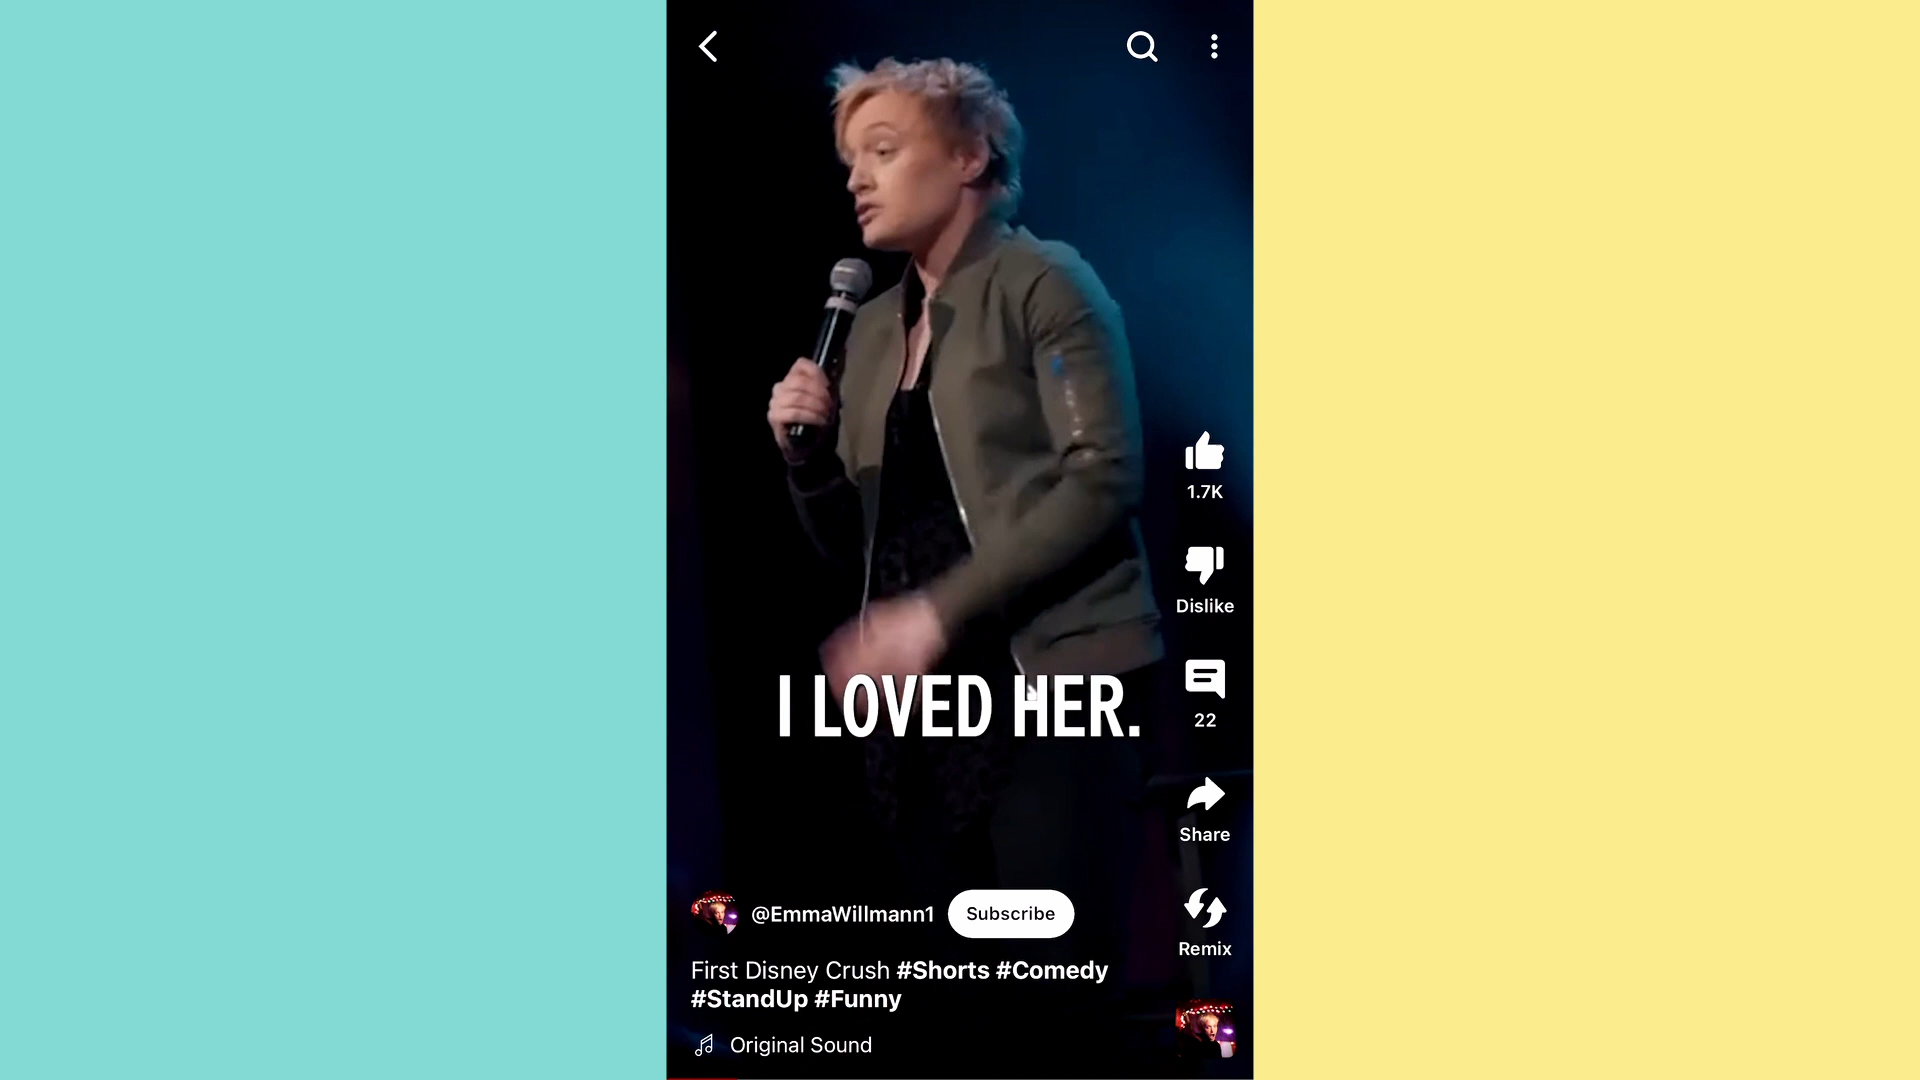 I LOVED HER.
1.7K
Dislike
22
Share
Remix
@EmmaWillmann1
Subscribe
First Disney Crush #Shorts #Comedy
#StandUp #Funny
Original Sound